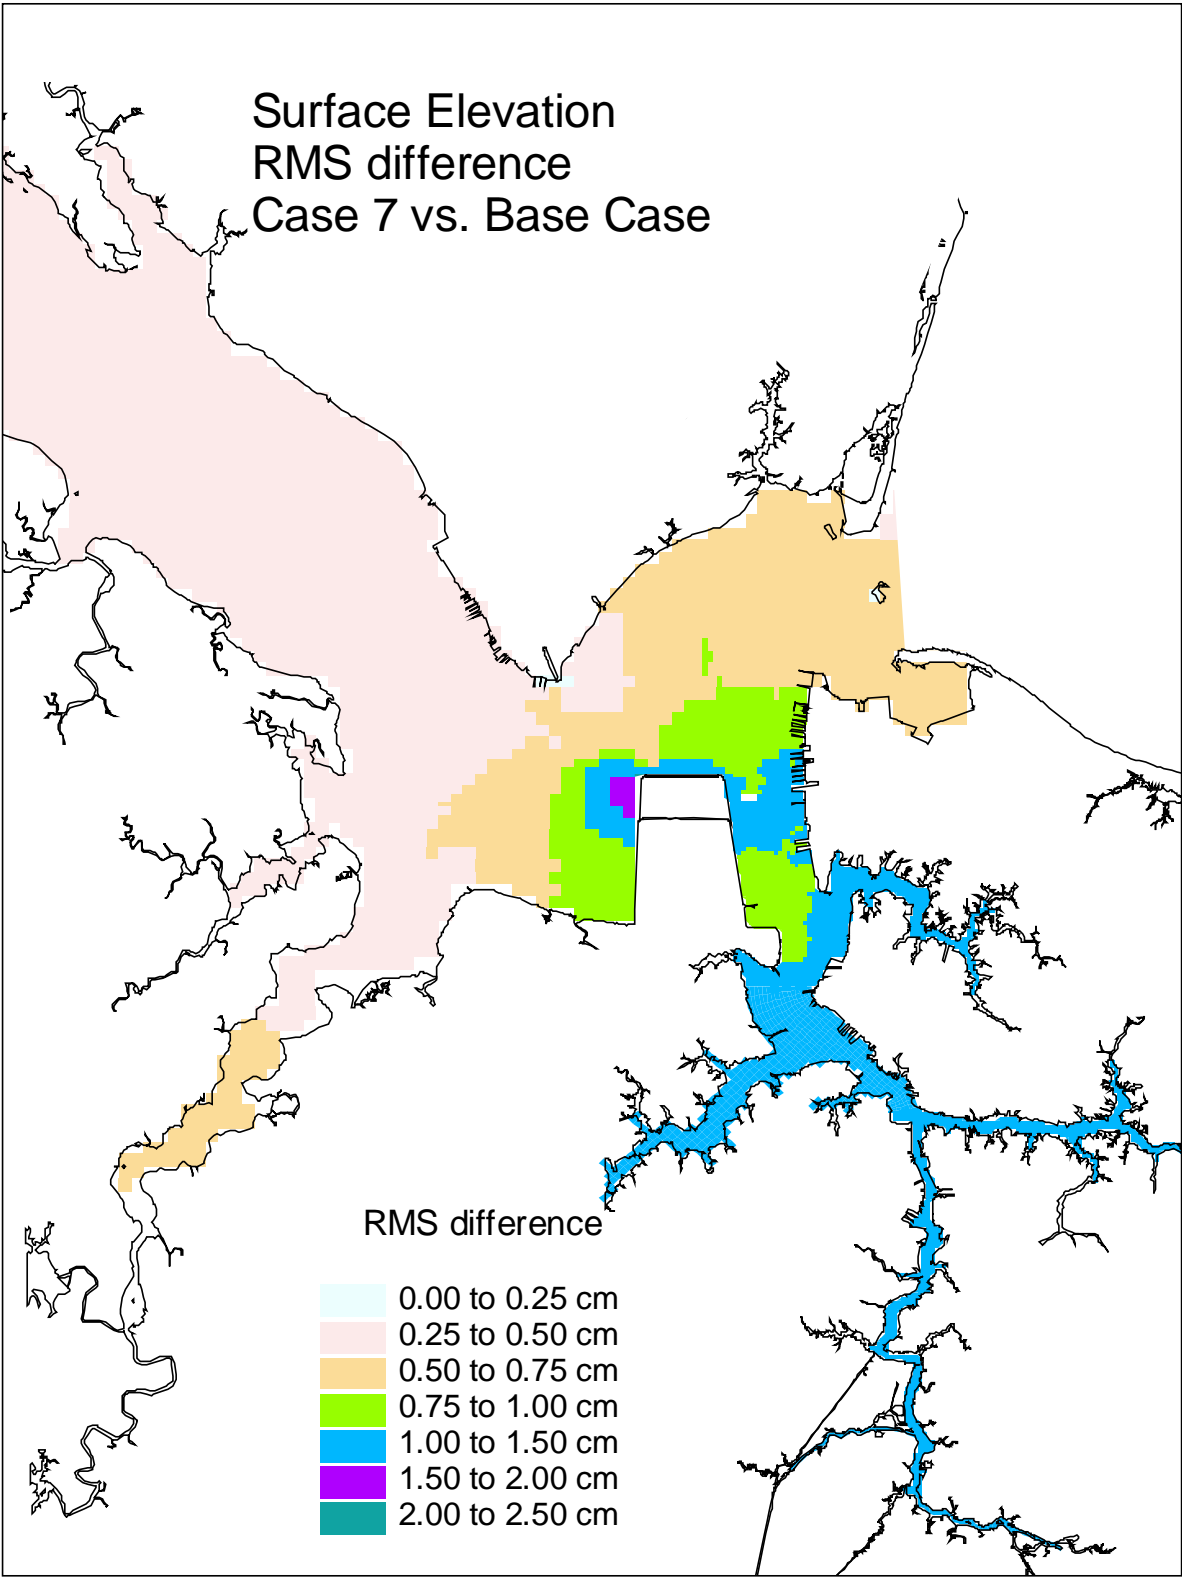 Surface Elevation
RMS difference
Case 7 vs. Base Case
RMS difference
0.00 to 0.25 cm
0.25 to 0.50 cm
0.50 to 0.75 cm
0.75 to 1.00 cm
1.00 to 1.50 cm
1.50 to 2.00 cm
2.00 to 2.50 cm